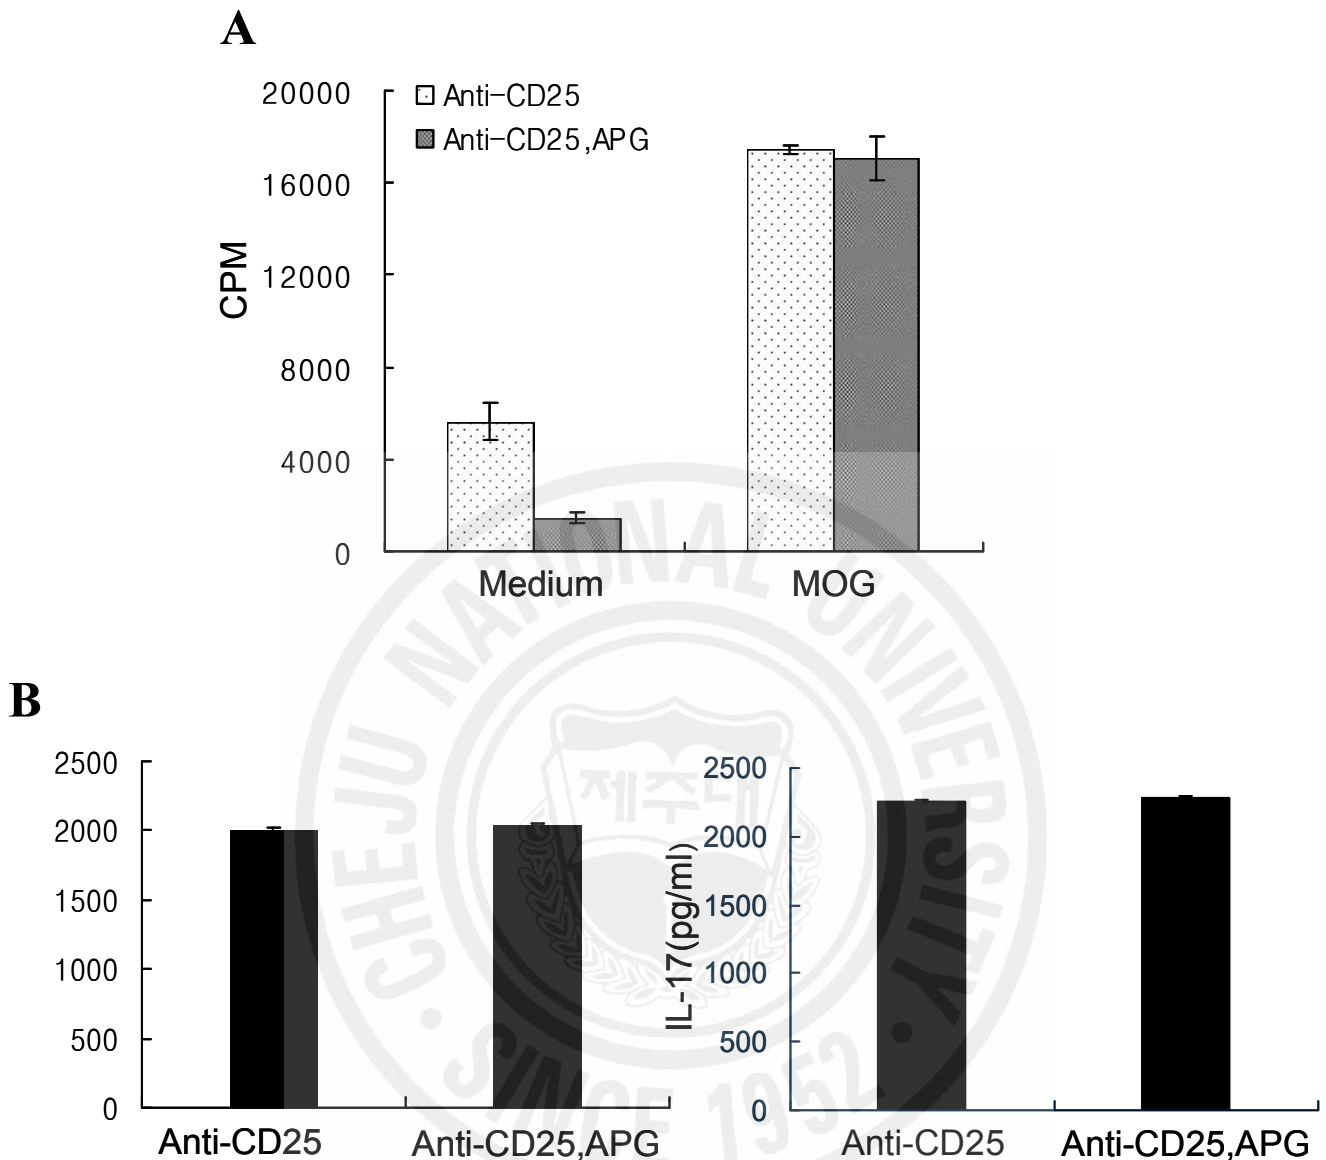 A
20000
16000
12000
8000
4000
0
CPM
Anti-CD25
Anti-CD25,APG
Medium
MOG
B
2500
2000
1500
1000
500
0
Anti-CD25
Anti-CD25,APG
IL-17(pg/ml)
2500
2000
1500
1000
500
0
Anti-CD25
Anti-CD25,APG
CHEJU NATIONAL UNIVERSITY
제주대
SINCE 1952